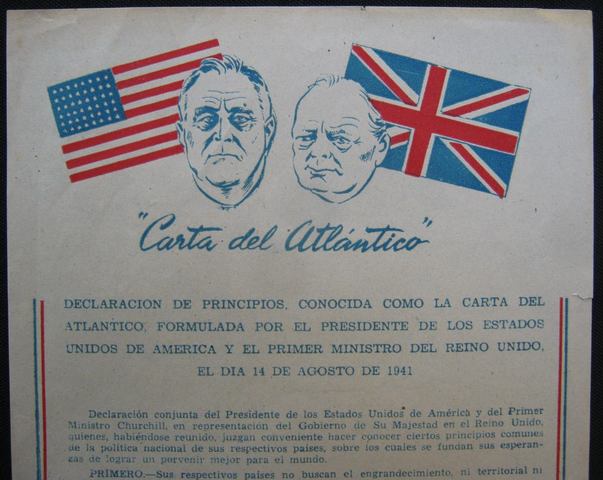 "Carta del Atlántico"
DECLARACION DE PRINCIPIOS, CONOCIDA COMO LA CARTA DEL
ATLANTICO, FORMULADA POR EL PRESIDENTE DE LOS ESTADOS
UNIDOS DE AMERICA Y EL PRIMER MINISTRO DEL REINO UNIDO,
EL DIA 14 DE AGOSTO DE 1941
Declaración conjunta del Presidente de los Estados Unidos de América y del Primer
Ministro Churchill, en representación del Gobierno de Su Majestad en el Reino Unido,
quienes, habiéndose reunido, juzgan conveniente hacer conocer ciertos principios comunes
de la política nacional de sus respectivos países, sobre los cuales se fundan sus esperan-
zas de lograr un porvenir mejor para el mundo.
PRIMERO.—Sus respectivos países no buscan el engrandecimiento, ni territorial ni